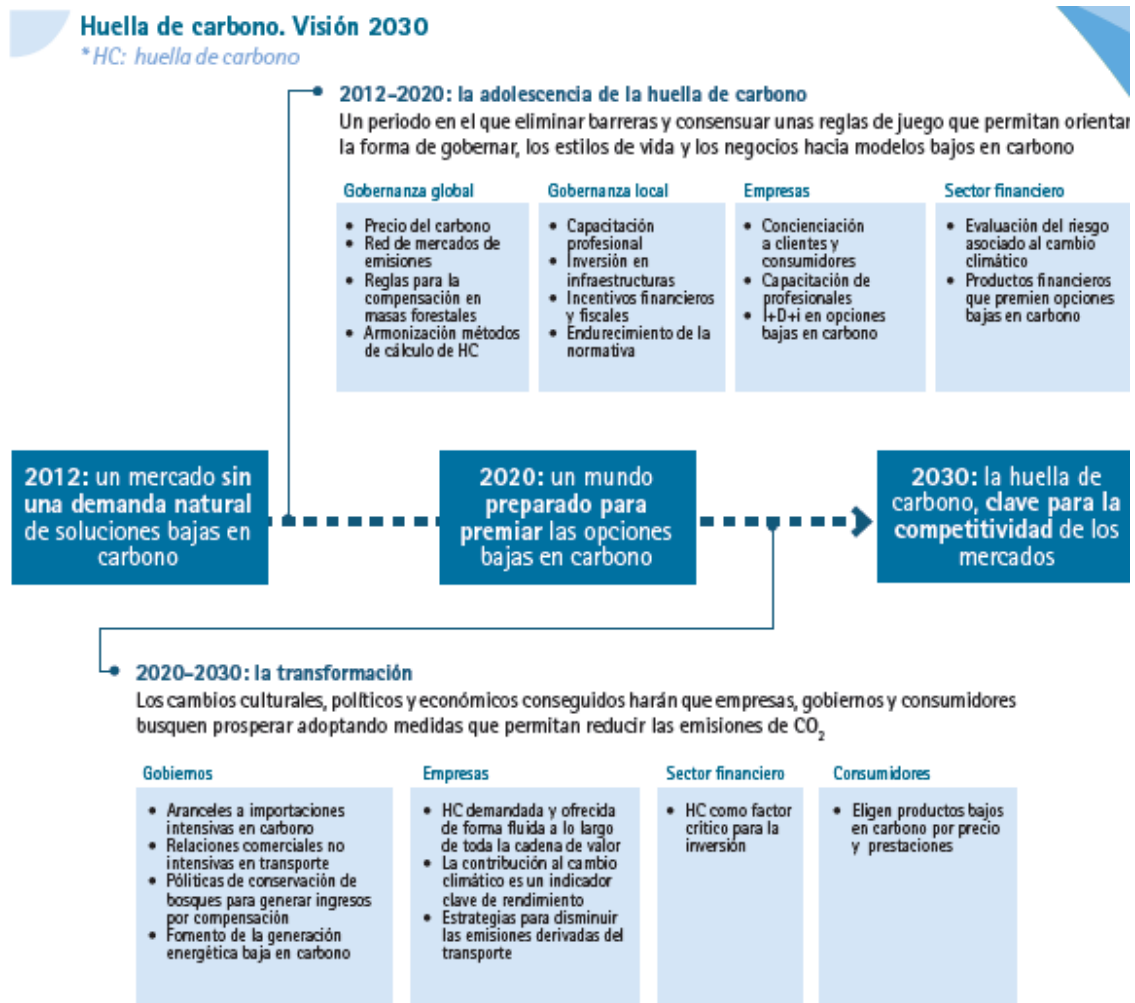 Huella de carbono. Visión 2030
*HC: huella de carbono
2012–2020: la adolescencia de la huella de carbono
Un periodo en el que eliminar barreras y consensuar unas reglas de juego que permitan orientar
la forma de gobernar, los estilos de vida y los negocios hacia modelos bajos en carbono
Gobernanza global
• Precio del carbono
• Red de mercados de
emisiones
• Reglas para la
compensación en
masas forestales
• Armonización métodos
de cálculo de HC
Gobernanza local
• Capacitación
profesional
• Inversión en
infraestructuras
• Incentivos financieros
y fiscales
• Endurecimiento de la
normativa
Empresas
• Concienciación
a clientes y
consumidores
• Capacitación de
profesionales
• I+D+i en opciones
bajas en carbono
Sector financiero
• Evaluación del riesgo
asociado al cambio
climático
• Productos financieros
que premien opciones
bajas en carbono
2012: un mercado sin
una demanda natural
de soluciones bajas en
carbono
2020: un mundo
preparado para
premiar las opciones
bajas en carbono
2030: la huella de
carbono, clave para la
competitividad de los
mercados
2020–2030: la transformación
Los cambios culturales, políticos y económicos conseguidos harán que empresas, gobiernos y consumidores
busquen prosperar adoptando medidas que permitan reducir las emisiones de CO₂
Gobiernos
• Aranceles a importaciones
intensivas en carbono
• Relaciones comerciales no
intensivas en transporte
• Póliticas de conservación de
bosques para generar ingresos
por compensación
• Fomento de la generación
energética baja en carbono
Empresas
• HC demandada y ofrecida
de forma fluida a lo largo
de toda la cadena de valor
• La contribución al cambio
climático es un indicador
clave de rendimiento
• Estrategias para disminuir
las emisiones derivadas del
transporte
Sector financiero
• HC como factor
crítico para la
inversión
Consumidores
• Eligen productos bajos
en carbono por precio
y prestaciones